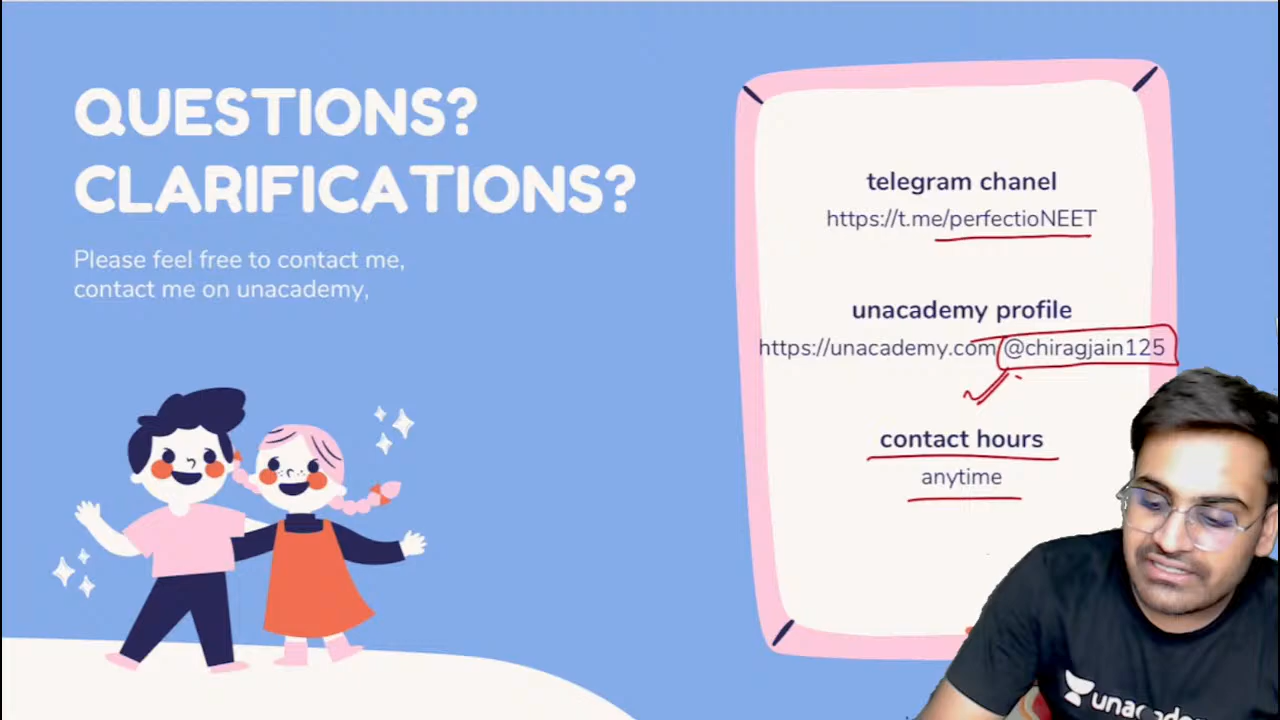 QUESTIONS?
CLARIFICATIONS?
Please feel free to contact me,
contact me on unacademy,
telegram chanel
https://t.me/perfectioNEET
unacademy profile
https://unacademy.com/@chiragjain125
contact hours
anytime